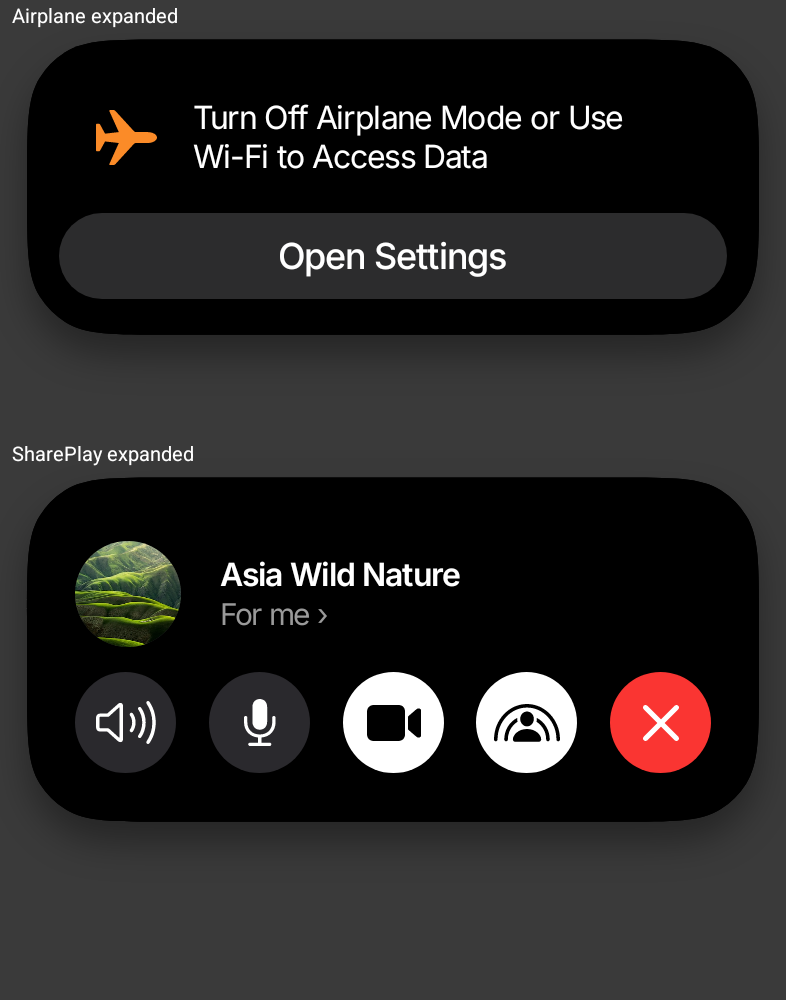 Airplane expanded
Turn Off Airplane Mode or Use
Wi-Fi to Access Data
Open Settings
SharePlay expanded
Asia Wild Nature
For me ›